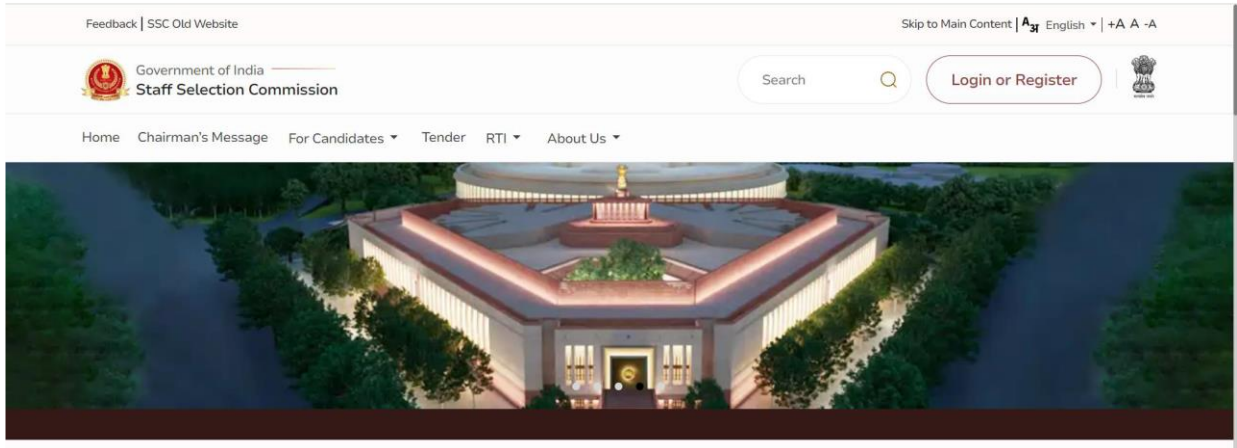 Feedback | SSC Old Website
Skip to Main Content | Aअ English | +A A -A
Government of India
Staff Selection Commission
Search
Login or Register
Home Chairman's Message For Candidates Tender RTI About Us